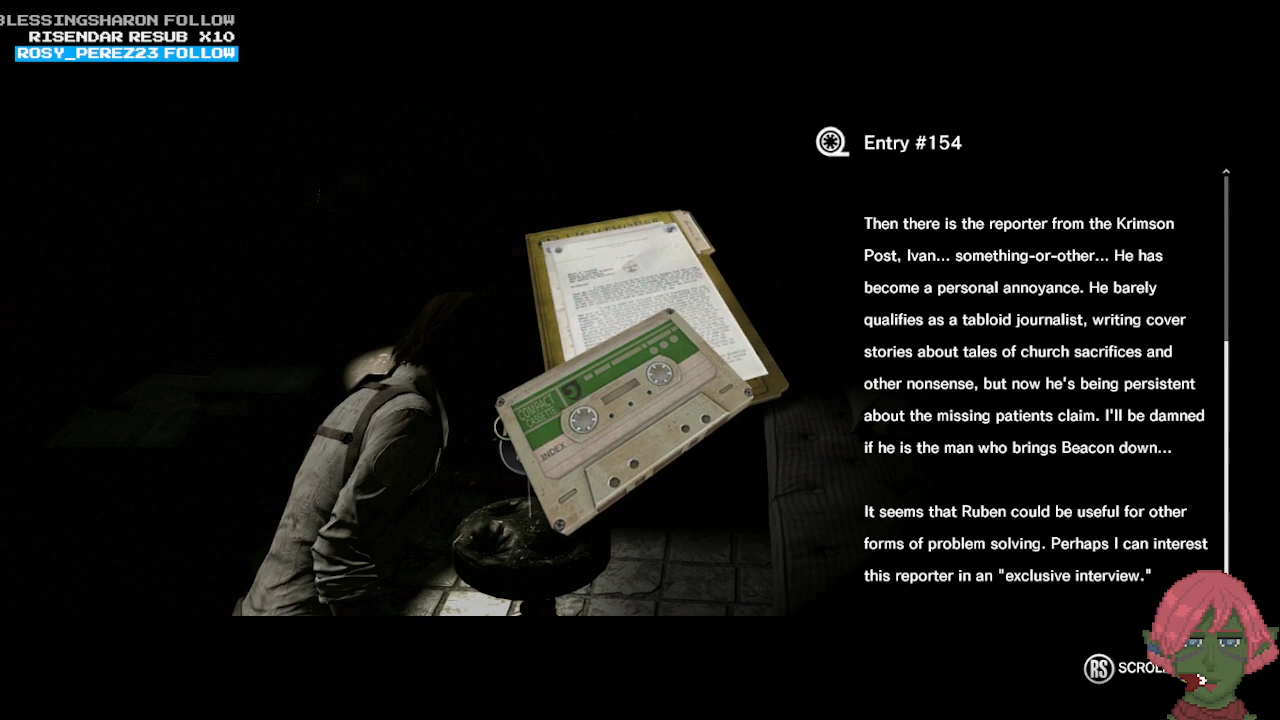 BLESSINGSHARON FOLLOW
RISENDAR RESUB X10
ROSY_PEREZ23 FOLLOW
Entry #154
Then there is the reporter from the Krimson
Post, Ivan... something-or-other... He has
become a personal annoyance. He barely
qualifies as a tabloid journalist, writing cover
stories about tales of church sacrifices and
other nonsense, but now he's being persistent
about the missing patients claim. I'll be damned
if he is the man who brings Beacon down...
It seems that Ruben could be useful for other
forms of problem solving. Perhaps I can interest
this reporter in an "exclusive interview."
COMPACT
CASSETTE
INDEX
RS SCROLL